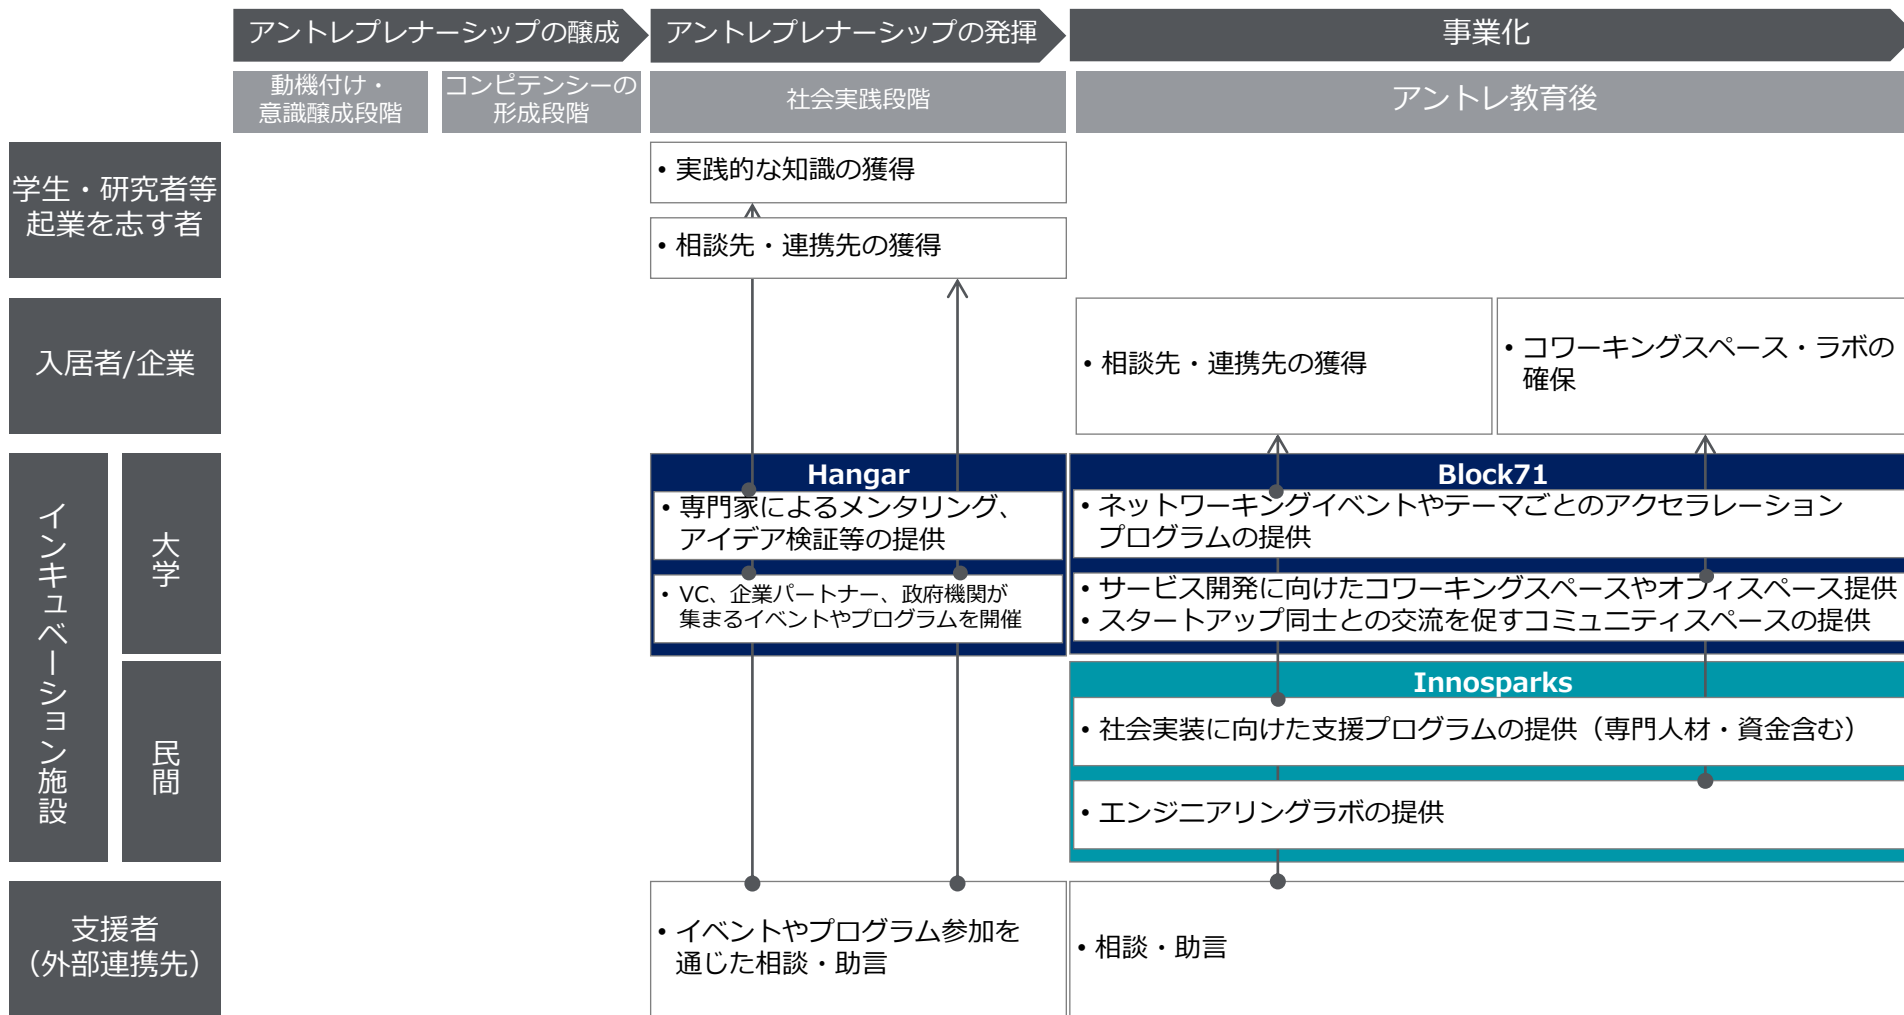 アントレプレナーシップの醸成
アントレプレナーシップの発揮
事業化
動機付け・
意識醸成段階
コンピテンシーの
形成段階
社会実践段階
アントレ教育後
学生・研究者等
起業を志す者
• 実践的な知識の獲得
• 相談先・連携先の獲得
入居者/企業
• 相談先・連携先の獲得
• コワーキングスペース・ラボの
確保
インキュベーション施設
大学
Hangar
• 専門家によるメンタリング、
アイデア検証等の提供
• VC、企業パートナー、政府機関が
集まるイベントやプログラムを開催
Block71
• ネットワーキングイベントやテーマごとのアクセラレーション
プログラムの提供
• サービス開発に向けたコワーキングスペースやオフィスペース提供
• スタートアップ同士との交流を促すコミュニティスペースの提供
民間
Innosparks
• 社会実装に向けた支援プログラムの提供（専門人材・資金含む）
• エンジニアリングラボの提供
支援者
（外部連携先）
• イベントやプログラム参加を
通じた相談・助言
• 相談・助言